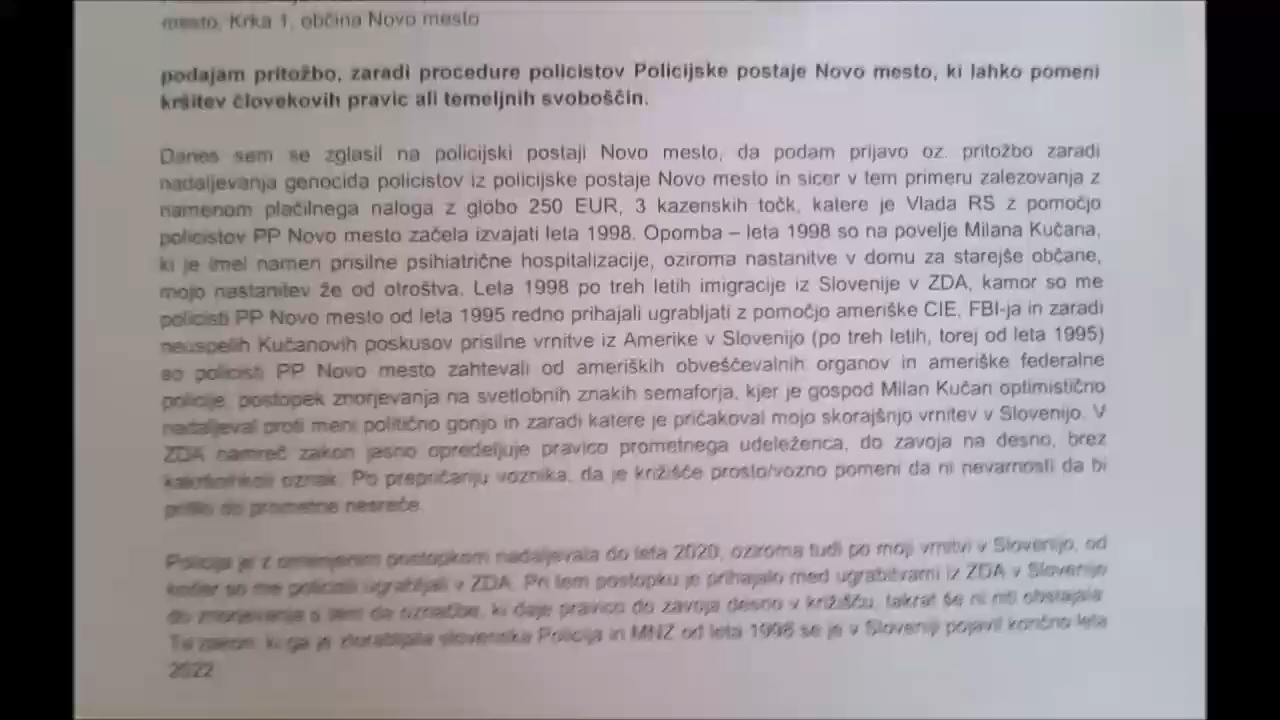 mesto, Krka 1, občina Novo mesto
podajam pritožbo, zaradi procedure policistov Policijske postaje Novo mesto, ki lahko pomeni
kršitev človekovih pravic ali temeljnih svoboščin.
Danes sem se zglasil na policijski postaji Novo mesto, da podam prijavo oz. pritožbo zaradi
nadaljevanja genocida policistov iz policijske postaje Novo mesto in sicer v tem primeru zalezovanja z
namenom plačilnega naloga z globo 250 EUR, 3 kazenskih točk, katere je Vlada RS z pomočjo
policistov PP Novo mesto začela izvajati leta 1998. Opomba – leta 1998 so na povelje Milana Kučana,
ki je imel namen prisilne psihiatrične hospitalizacije, oziroma nastanitve v domu za starejše občane,
mojo nastanitev že od otroštva. Leta 1998 po treh letih imigracije iz Slovenije v ZDA, kamor so me
policisti PP Novo mesto od leta 1995 redno prihajali ugrabljati z pomočjo ameriške CIE, FBI-ja in zaradi
neuspelih Kučanovih poskusov prisilne vrnitve iz Amerike v Slovenijo (po treh letih, torej od leta 1995)
so policisti PP Novo mesto zahtevali od ameriških obveščevalnih organov in ameriške federalne
policije, postopek znorjevanja na svetlobnih znakih semaforja, kjer je gospod Milan Kučan optimistično
nadaljeval proti meni politično gonjo in zaradi katere je pričakoval mojo skorajšnjo vrnitev v Slovenijo. V
ZDA namreč zakon jasno opredeljuje pravico prometnega udeleženca, do zavoja na desno, brez
kakršnihkoli oznak. Po prepričanju voznika, da je križišče prosto/vozno pomeni da ni nevarnosti da bi
prišlo do prometne nesreče.
Policija je z omenjenim postopkom nadaljevala do leta 2020, oziroma tudi po moji vrnitvi v Slovenijo, od
koder so me policisti ugrabljali v ZDA. Pri tem postopku je prihajalo med ugrabitvami iz ZDA v Slovenijo
do znorjevanja s tem da označbe, ki daje pravico do zavoja desno v križišču, takrat še ni niti obstajala.
Ta zakon, ki ga je zlorabljala slovenska Policija in MNZ od leta 1998 se je v Sloveniji pojavil končno leta
2022.